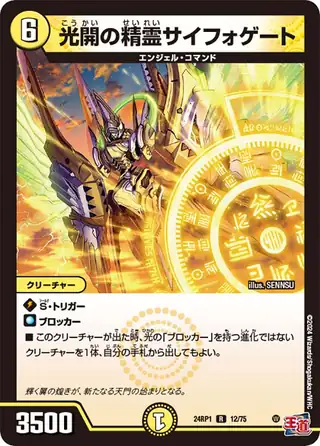 6
こうかい せいれい
光開の精霊サイフォゲート
エンジェル・コマンド
illus. SENNSU
クリーチャー
S・トリガー
ブロッカー
■このクリーチャーが出た時、光の「ブロッカー」を持つ進化ではない
クリーチャーを1体、自分の手札から出してもよい。
輝く翼の煌きが、新たなる天門の始まりとなる。
©2024 Wizards/Shogakukan/WHC
3500
1
24RP1 R 12/75
王道